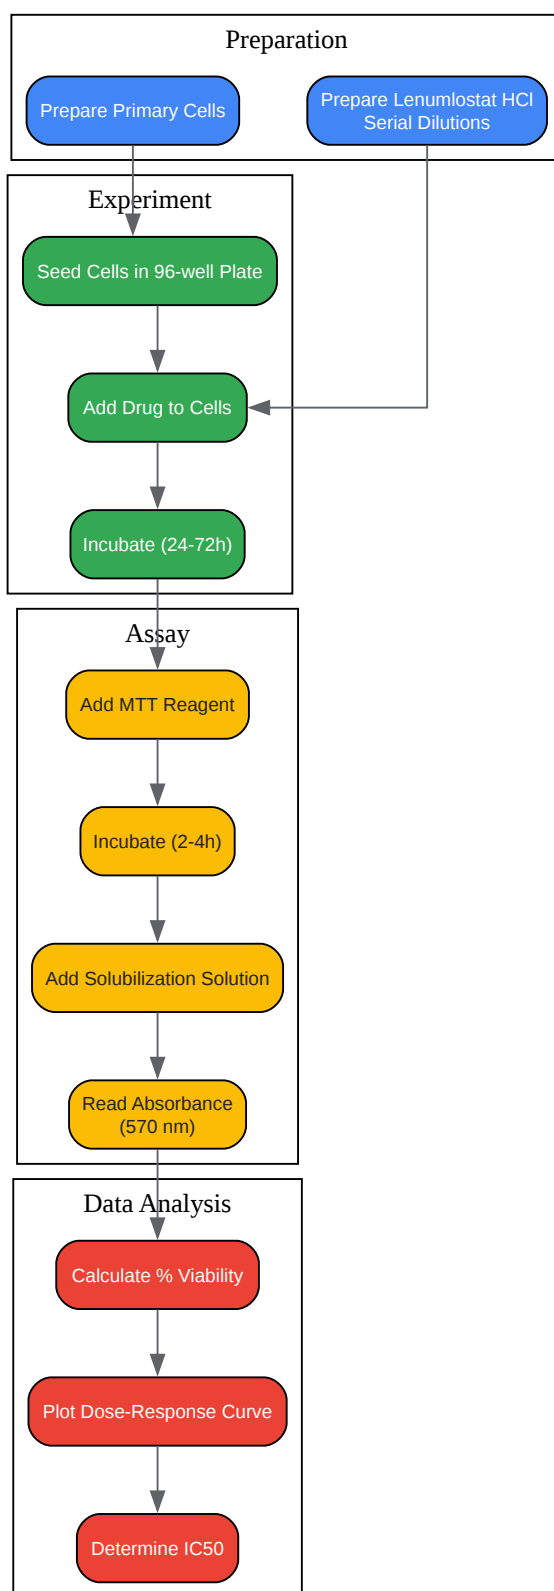 Preparation
Prepare Primary Cells
Prepare Lenumlostat HCl
Serial Dilutions
Experiment
Seed Cells in 96-well Plate
Add Drug to Cells
Incubate (24-72h)
Assay
Add MTT Reagent
Incubate (2-4h)
Add Solubilization Solution
Read Absorbance
(570 nm)
Data Analysis
Calculate % Viability
Plot Dose-Response Curve
Determine IC50